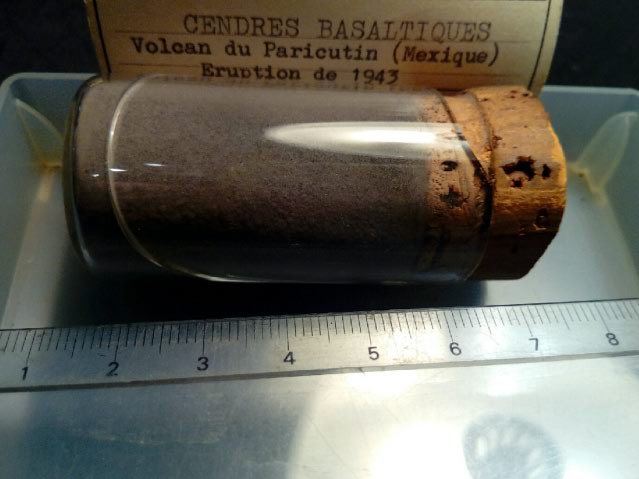 CENDRES BASALTIQUES
Volcan du Paricutin (Mexique)
Eruption de 1943
1 2 3 4 5 6 7 8